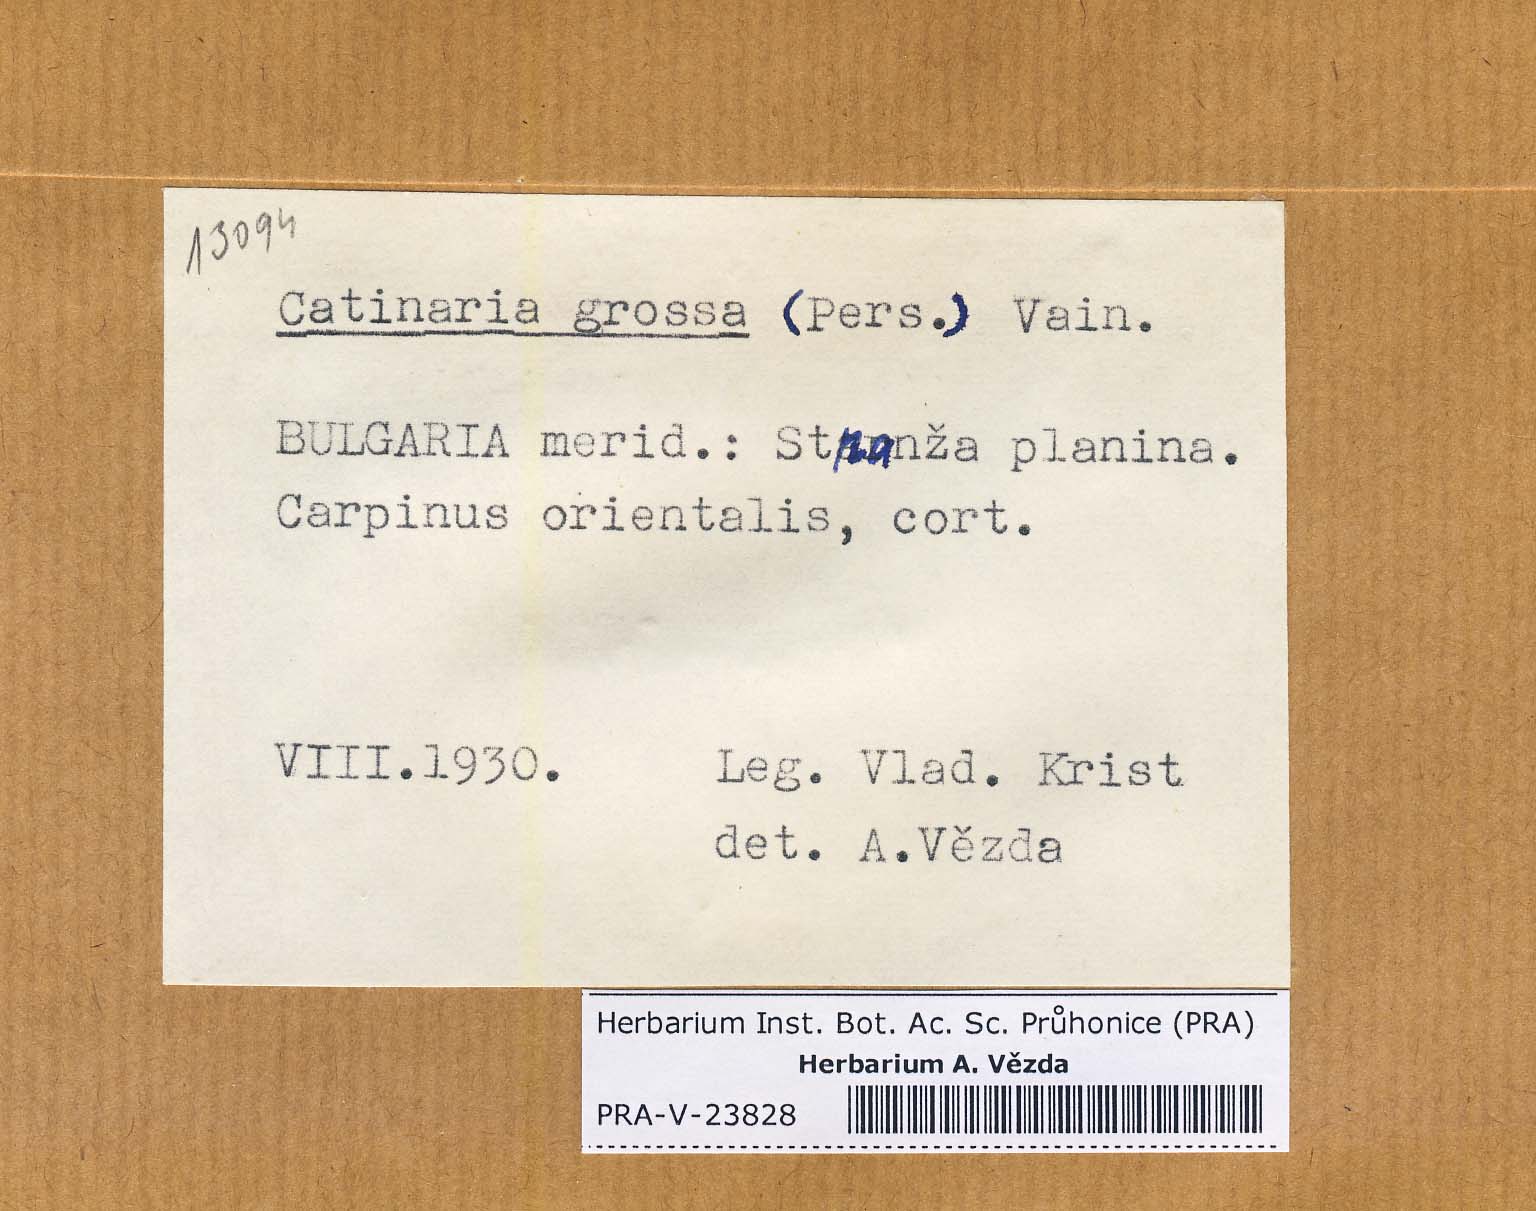 13094
Catinaria grossa (Pers.) Vain.
BULGARIA merid.: Stranža planina.
Carpinus orientalis, cort.
VIII.1930. Leg. Vlad. Krist
det. A.Vězda
Herbarium Inst. Bot. Ac. Sc. Průhonice (PRA)
Herbarium A. Vězda
PRA-V-23828